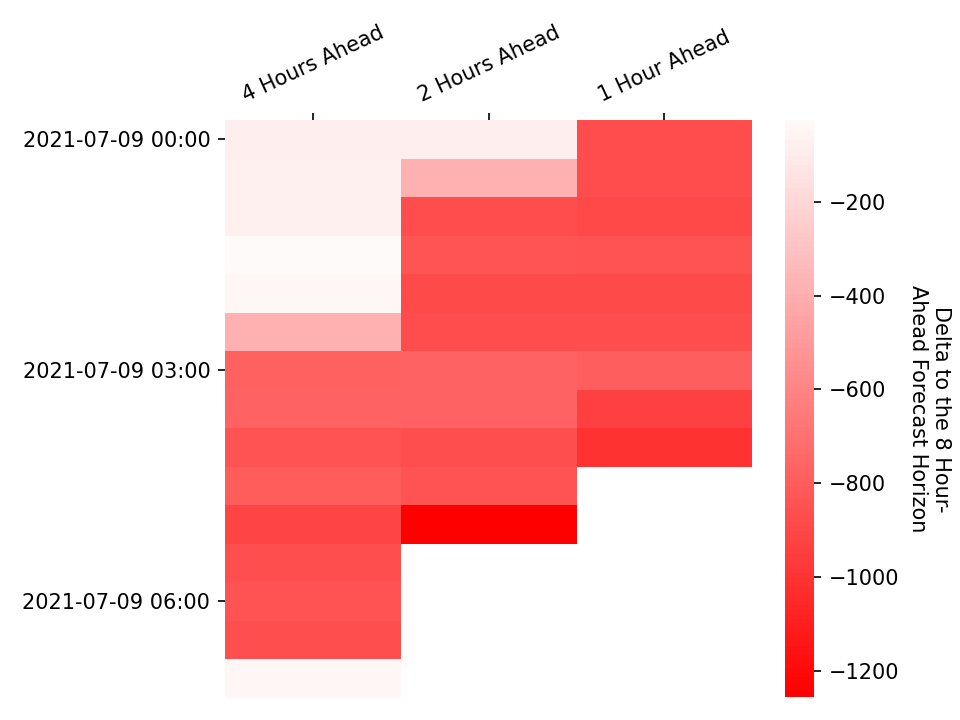 4 Hours Ahead
2 Hours Ahead
1 Hour Ahead
2021-07-09 00:00
2021-07-09 03:00
2021-07-09 06:00
−200
−400
−600
−800
−1000
−1200
Delta to the 8 Hour-
Ahead Forecast Horizon